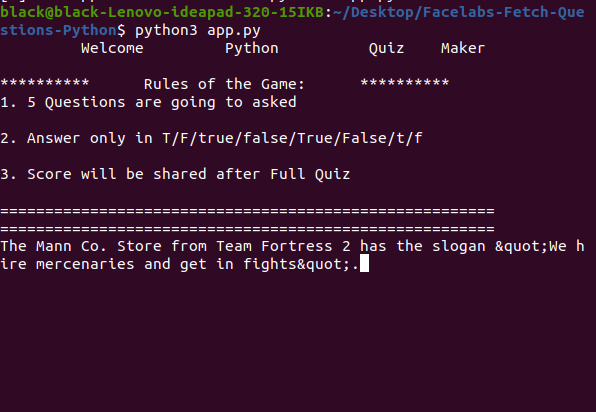 black@black-Lenovo-ideapad-320-15IKB:~/Desktop/Facelabs-Fetch-Que
stions-Python$ python3 app.py
Welcome Python Quiz Maker
********** Rules of the Game: **********
1. 5 Questions are going to asked
2. Answer only in T/F/true/false/True/False/t/f
3. Score will be shared after Full Quiz
=======================================================
=======================================================
The Mann Co. Store from Team Fortress 2 has the slogan &quot;We h
ire mercenaries and get in fights&quot;.